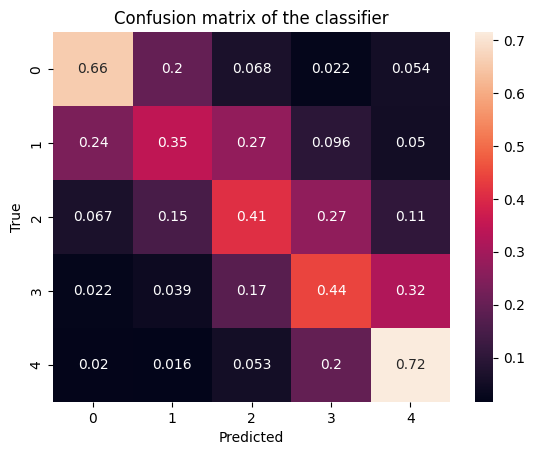 Confusion matrix of the classifier
0 0.66 0.2 0.068 0.022 0.054
1 0.24 0.35 0.27 0.096 0.05
2 0.067 0.15 0.41 0.27 0.11
3 0.022 0.039 0.17 0.44 0.32
4 0.02 0.016 0.053 0.2 0.72
0 1 2 3 4
Predicted
True
0.7
0.6
0.5
0.4
0.3
0.2
0.1